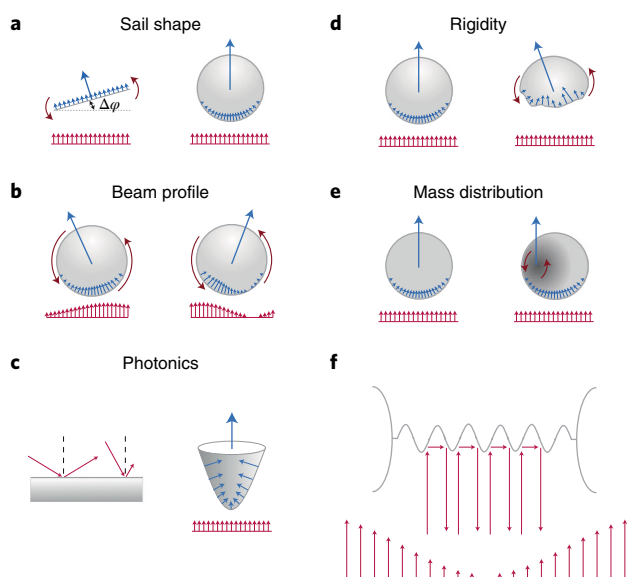 a Sail shape
Δφ
b Beam profile
c Photonics
d Rigidity
e Mass distribution
f